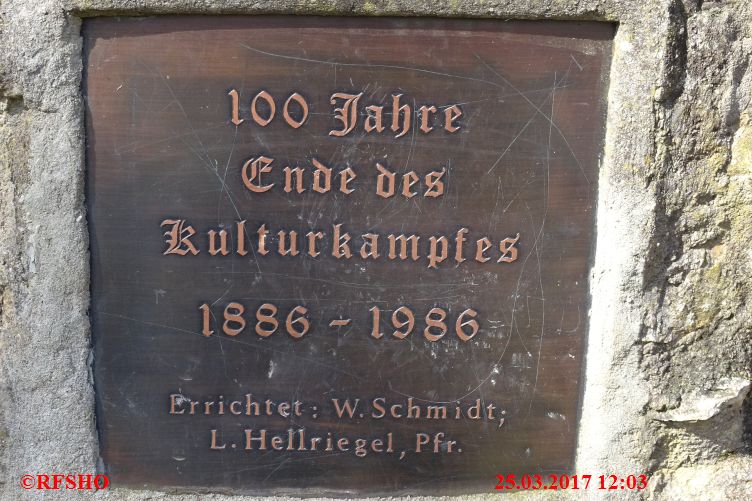 100 Jahre
Ende des
Kulturkampfes
1886 - 1986
Errichtet: W. Schmidt;
L. Hellriegel, Pfr.
©RFSHO
25.03.2017 12:03